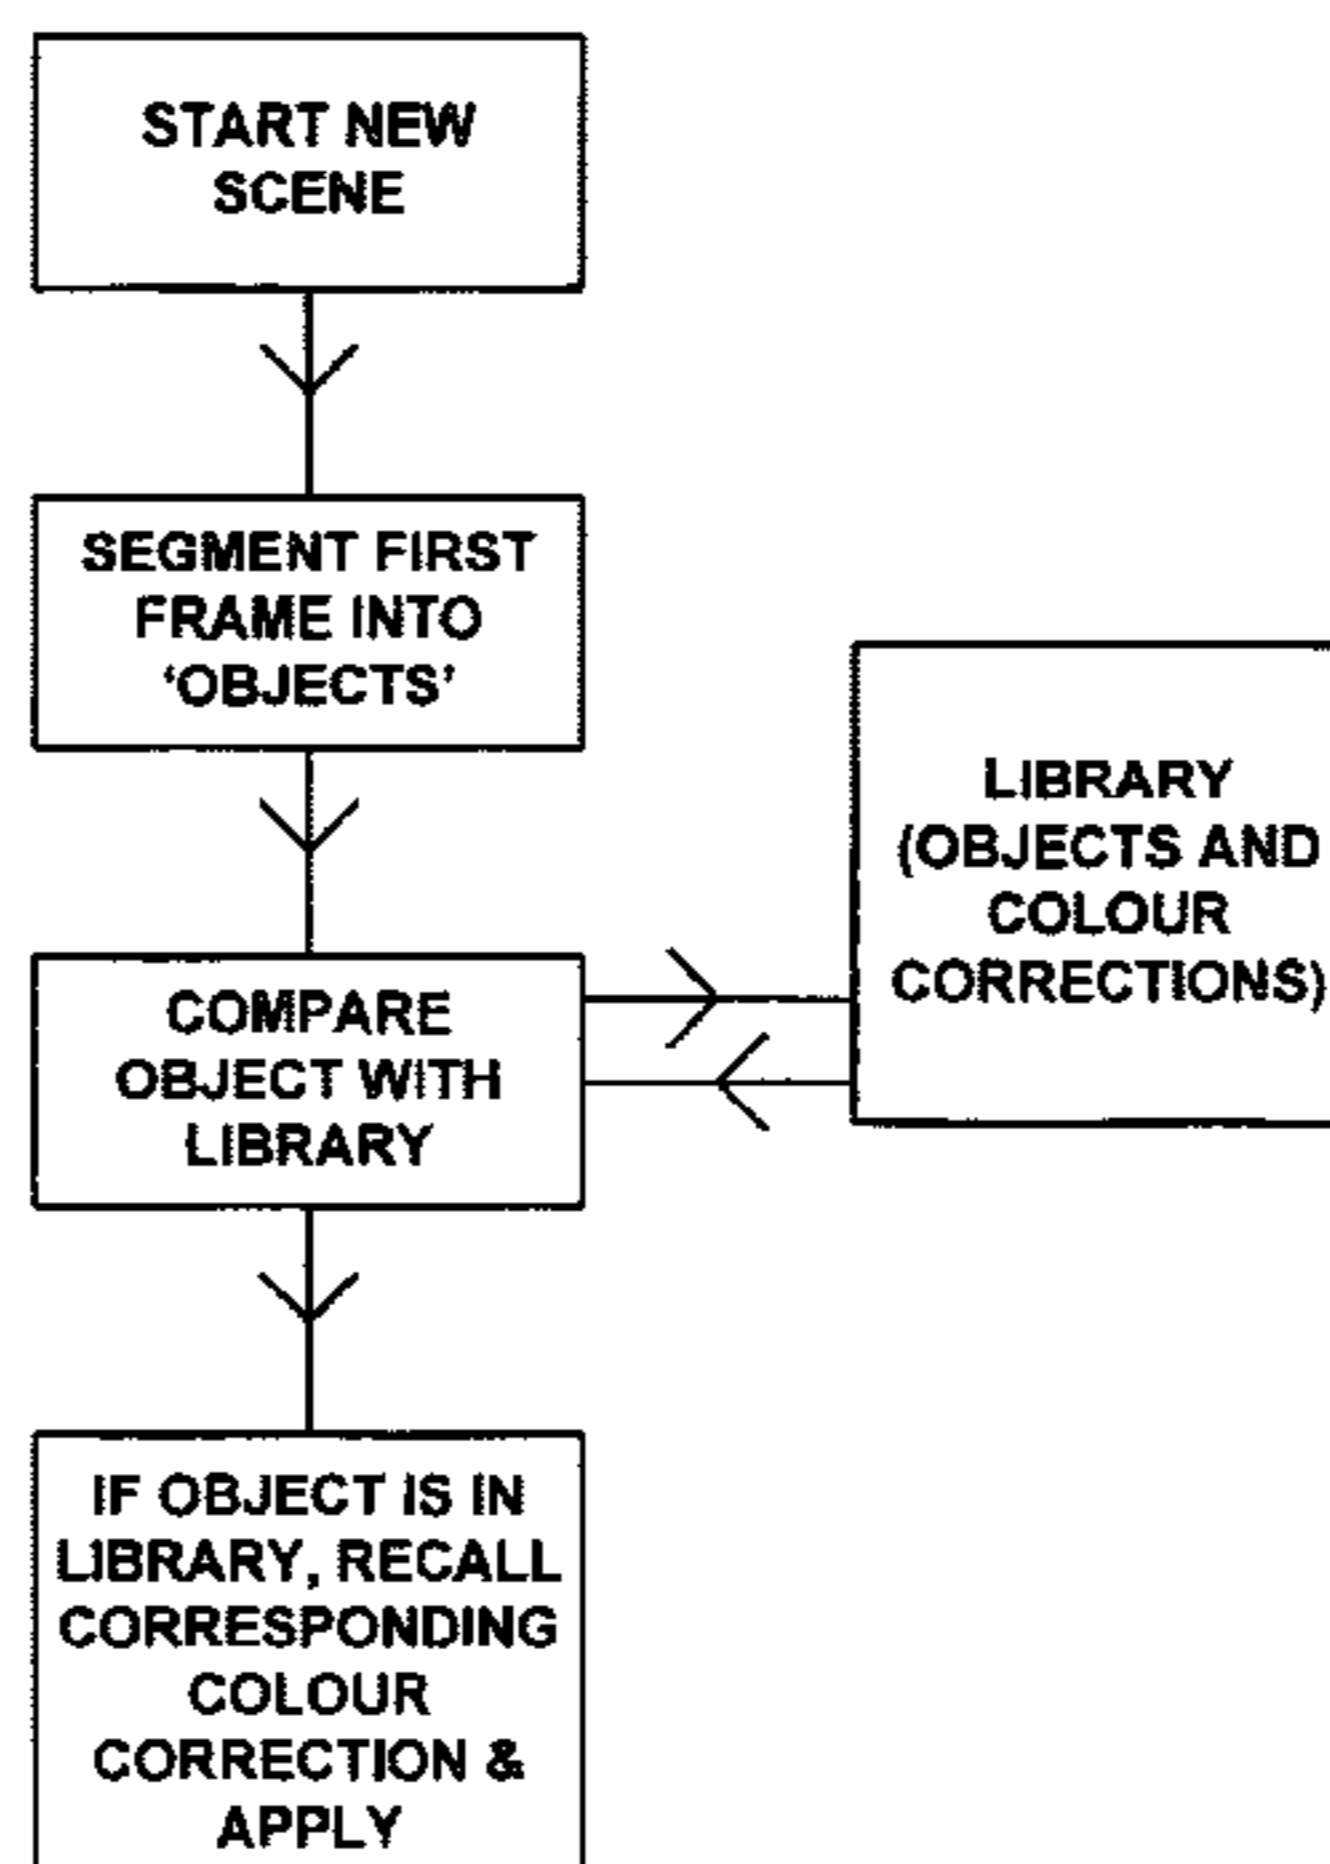 START NEW
SCENE
SEGMENT FIRST
FRAME INTO
‘OBJECTS’
LIBRARY
(OBJECTS AND
COLOUR
CORRECTIONS)
COMPARE
OBJECT WITH
LIBRARY
IF OBJECT IS IN
LIBRARY, RECALL
CORRESPONDING
COLOUR
CORRECTION &
APPLY